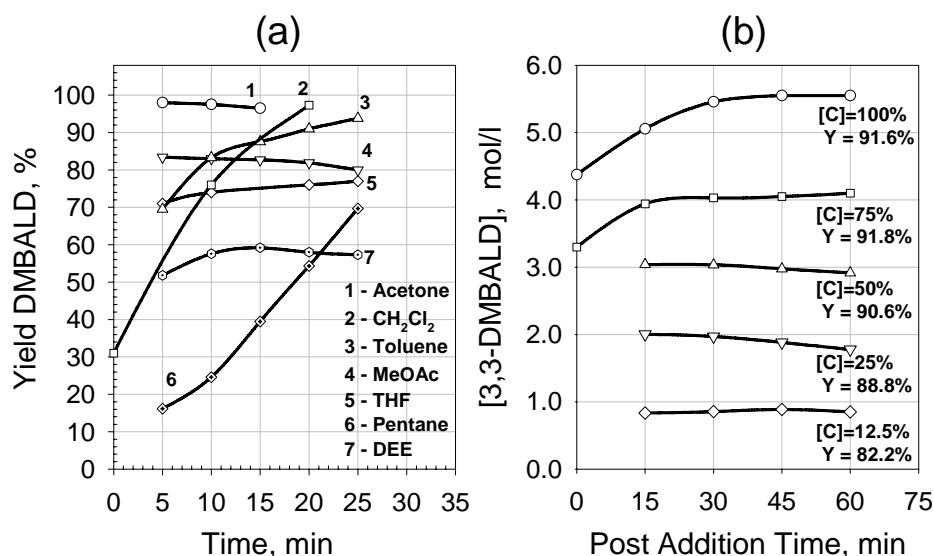 (a)
Yield DMBALD, %
100
90
80
70
60
50
40
30
20
10
0
0 5 10 15 20 25 30 35
Time, min
1
2
3
4
5
7
6
1 - Acetone
2 - CH₂Cl₂
3 - Toluene
4 - MeOAc
5 - THF
6 - Pentane
7 - DEE
(b)
[3,3-DMBALD], mol/l
6.0
5.0
4.0
3.0
2.0
1.0
0.0
0 15 30 45 60 75
Post Addition Time, min
[C]=100%
Y = 91.6%
[C]=75%
Y = 91.8%
[C]=50%
Y = 90.6%
[C]=25%
Y = 88.8%
[C]=12.5%
Y = 82.2%